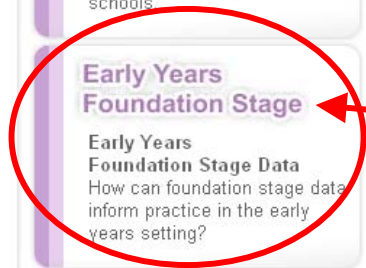 schools.
Early Years
Foundation Stage
Early Years
Foundation Stage Data
How can foundation stage data
inform practice in the early
years setting?